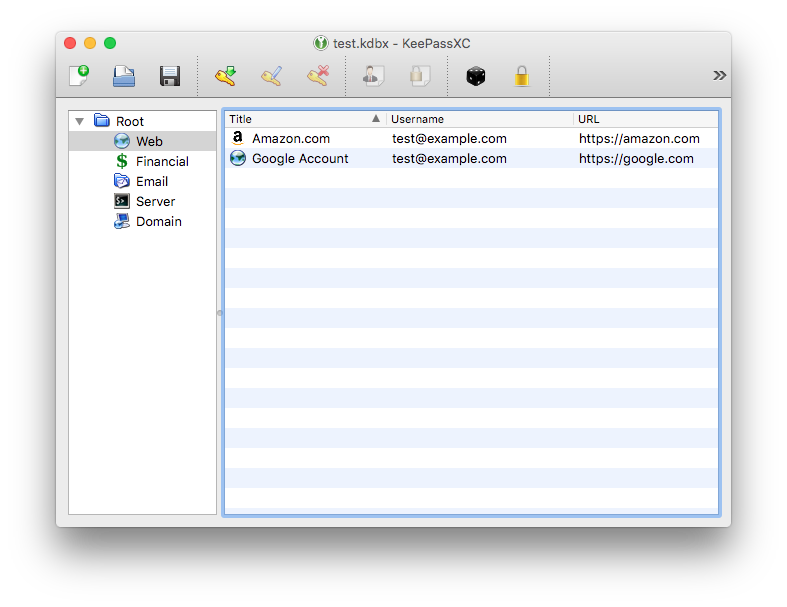 test.kdbx - KeePassXC
Root
Web
Financial
Email
Server
Domain
Title Username URL
Amazon.com test@example.com https://amazon.com
Google Account test@example.com https://google.com